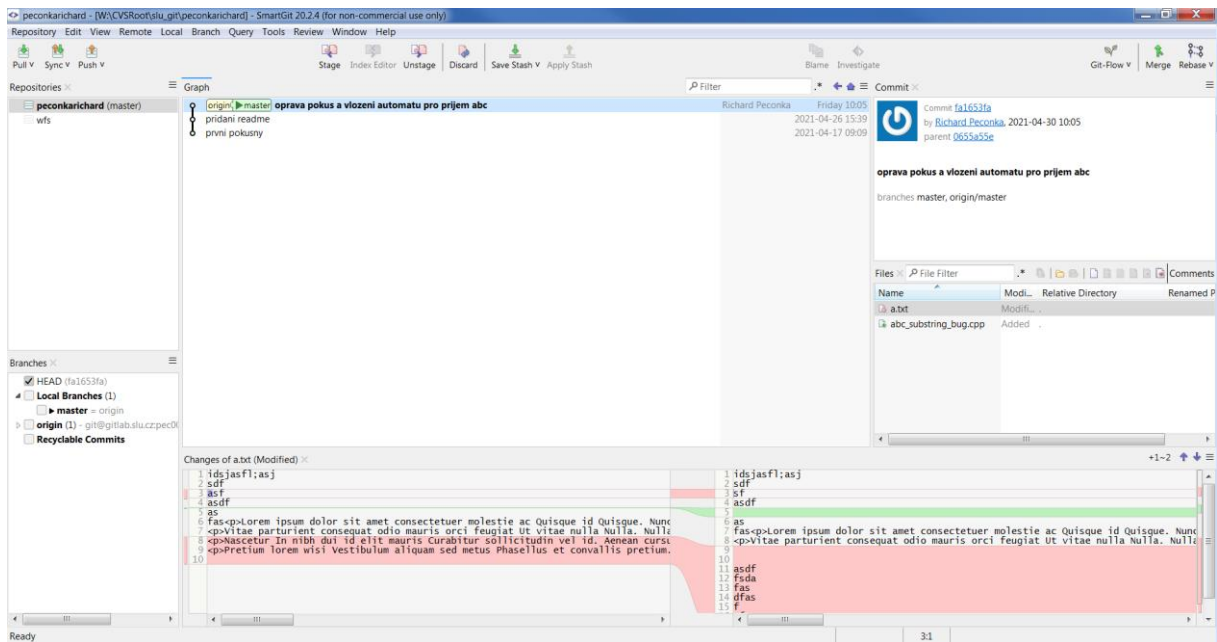 peconkarichard - [W:\CVSRoot\slu_git\peconkarichard] - SmartGit 20.2.4 (for non-commercial use only)
Repository Edit View Remote Local Branch Query Tools Review Window Help
Pull Sync Push Stage Index Editor Unstage Discard Save Stash Apply Stash Blame Investigate Git-Flow Merge Rebase
Repositories
peconkarichard (master)
wfs
Graph
Filter
origin master oprava pokus a vlozeni automatu pro prijem abc Richard Peconka Friday 10:05
pridani readme 2021-04-26 15:39
prvni pokusny 2021-04-17 09:09
Commit
Commit fa1653fa
by Richard Peconka, 2021-04-30 10:05
parent 0655a55e
oprava pokus a vlozeni automatu pro prijem abc
branches master, origin/master
Files File Filter Comments
Name Modi... Relative Directory Renamed P
a.txt Modifi... .
abc_substring_bug.cpp Added .
Branches
HEAD (fa1653fa)
Local Branches (1)
master = origin
origin (1) - git@gitlab.slu.cz:pec00
Recyclable Commits
Changes of a.txt (Modified) +1~2
1 idsjasfl;asj
2 sdf
3 asf
4 asdf
5 as
6 fas<p>Lorem ipsum dolor sit amet consectetuer molestie ac Quisque id Quisque. Nunc
7 <p>Vitae parturient consequat odio mauris orci feugiat Ut vitae nulla Nulla. Nulla
8 <p>Nascetur In nibh dui id elit mauris Curabitur sollicitudin vel id. Aenean cursu
9 <p>Pretium lorem wisi Vestibulum aliquam sed metus Phasellus et convallis pretium.
10
1 idsjasfl;asj
2 sdf
3 sf
4 asdf
5
6 as
7 fas<p>Lorem ipsum dolor sit amet consectetuer molestie ac Quisque id Quisque. Nunc
8 <p>Vitae parturient consequat odio mauris orci feugiat Ut vitae nulla Nulla. Nulla
9
10
11 asdf
12 fsda
13 fas
14 dfas
15 f
Ready 3:1